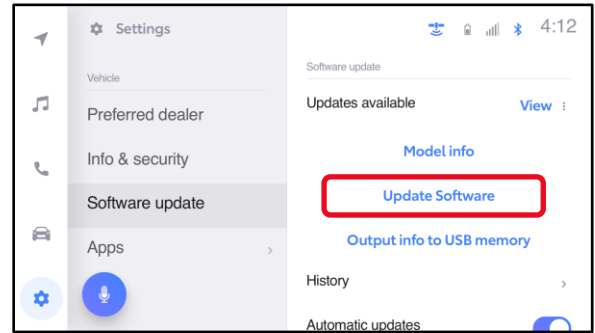 Settings
4:12
Vehicle
Preferred dealer
Info & security
Software update
Apps
Software update
Updates available
View
Model info
Update Software
Output info to USB memory
History
Automatic updates